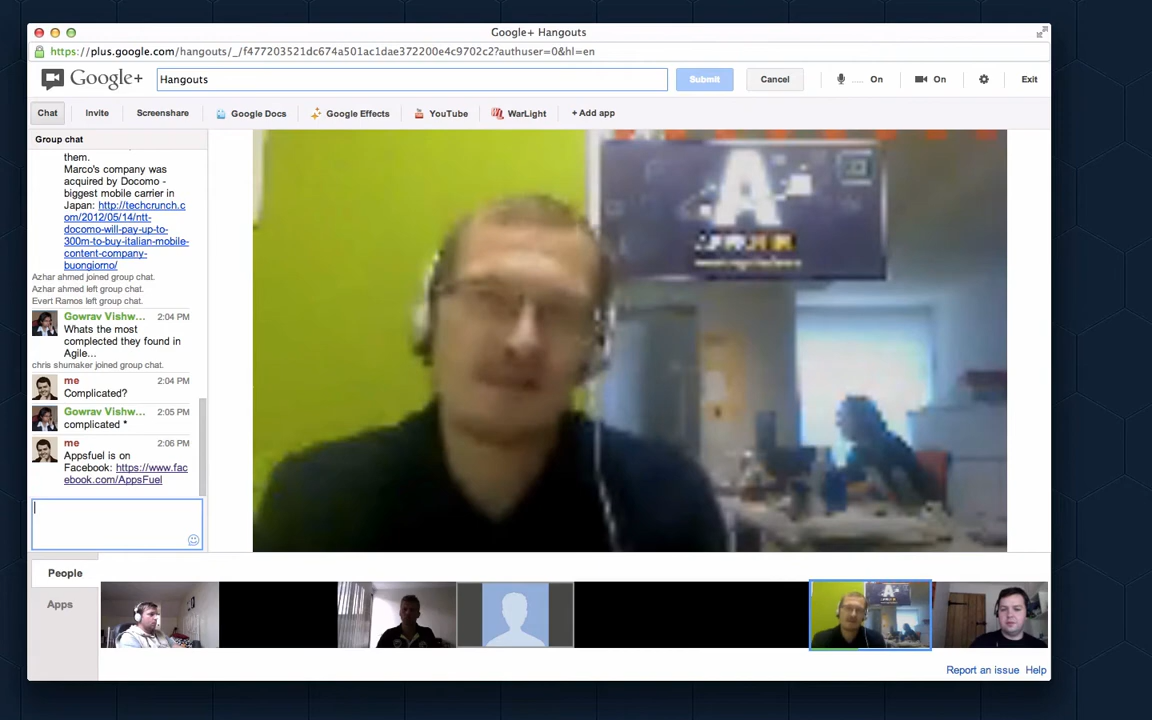 Google+ Hangouts
https://plus.google.com/hangouts/_/f477203521dc674a501ac1dae372200e4c9702c2?authuser=0&hl=en
Google+
Hangouts
Submit
Cancel
.... On
On
Exit
Chat
Invite
Screenshare
Google Docs
Google Effects
YouTube
WarLight
+ Add app
Group chat
them.
Marco's company was
acquired by Docomo -
biggest mobile carrier in
Japan: http://techcrunch.c
om/2012/05/14/ntt-
docomo-will-pay-up-to-
300m-to-buy-italian-mobile-
content-company-
buongiorno/
Azhar ahmed joined group chat.
Azhar ahmed left group chat.
Evert Ramos left group chat.
Gowrav Vishw... 2:04 PM
Whats the most
complected they found in
Agile...
chris shumaker joined group chat.
me 2:04 PM
Complicated?
Gowrav Vishw... 2:05 PM
complicated *
me 2:06 PM
Appsfuel is on
Facebook: https://www.fac
ebook.com/AppsFuel
A
People
Apps
Report an issue Help